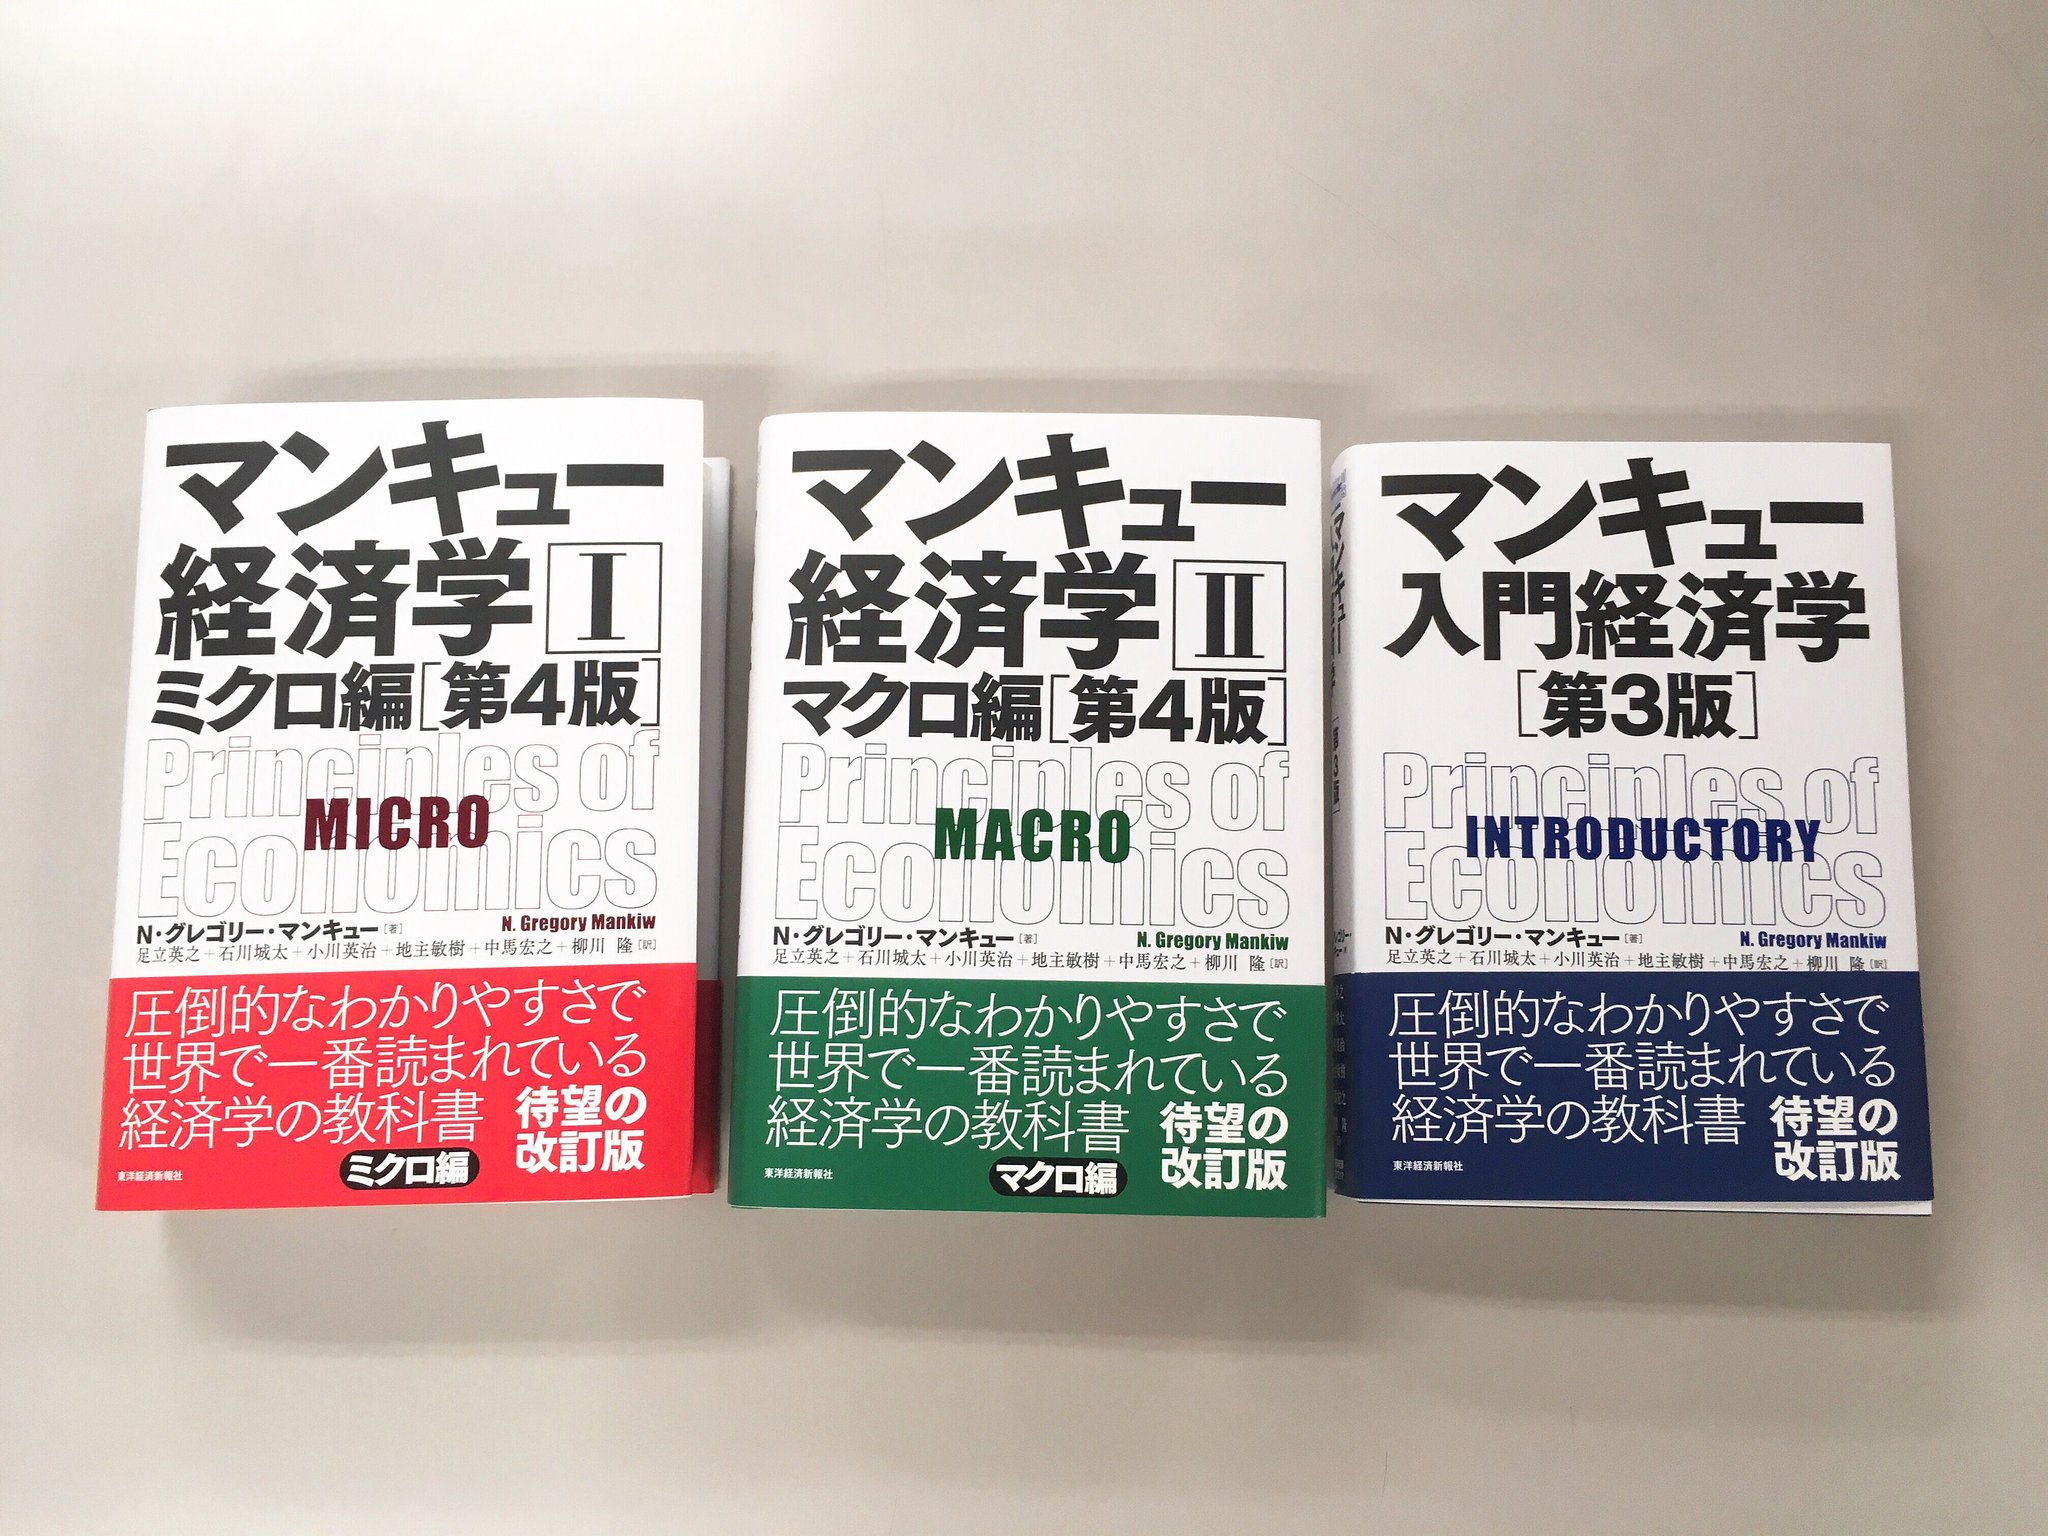 マンキュー
経済学 Ⅰ
ミクロ編[第4版]
Principles of
Economics
MICRO
N. Gregory Mankiw
N・グレゴリー・マンキュー[著]
足立英之+石川城太+小川英治+地主敏樹+中馬宏之+柳川 隆[訳]
圧倒的なわかりやすさで
世界で一番読まれている
経済学の教科書
待望の
改訂版
ミクロ編
東洋経済新報社
マンキュー
経済学 Ⅱ
マクロ編[第4版]
Principles of
Economics
MACRO
N. Gregory Mankiw
N・グレゴリー・マンキュー[著]
足立英之+石川城太+小川英治+地主敏樹+中馬宏之+柳川 隆[訳]
圧倒的なわかりやすさで
世界で一番読まれている
経済学の教科書
待望の
改訂版
マクロ編
東洋経済新報社
マンキュー
入門経済学
[第3版]
Principles of
Economics
INTRODUCTORY
N. Gregory Mankiw
N・グレゴリー・マンキュー[著]
足立英之+石川城太+小川英治+地主敏樹+中馬宏之+柳川 隆[訳]
圧倒的なわかりやすさで
世界で一番読まれている
経済学の教科書
待望の
改訂版
東洋経済新報社